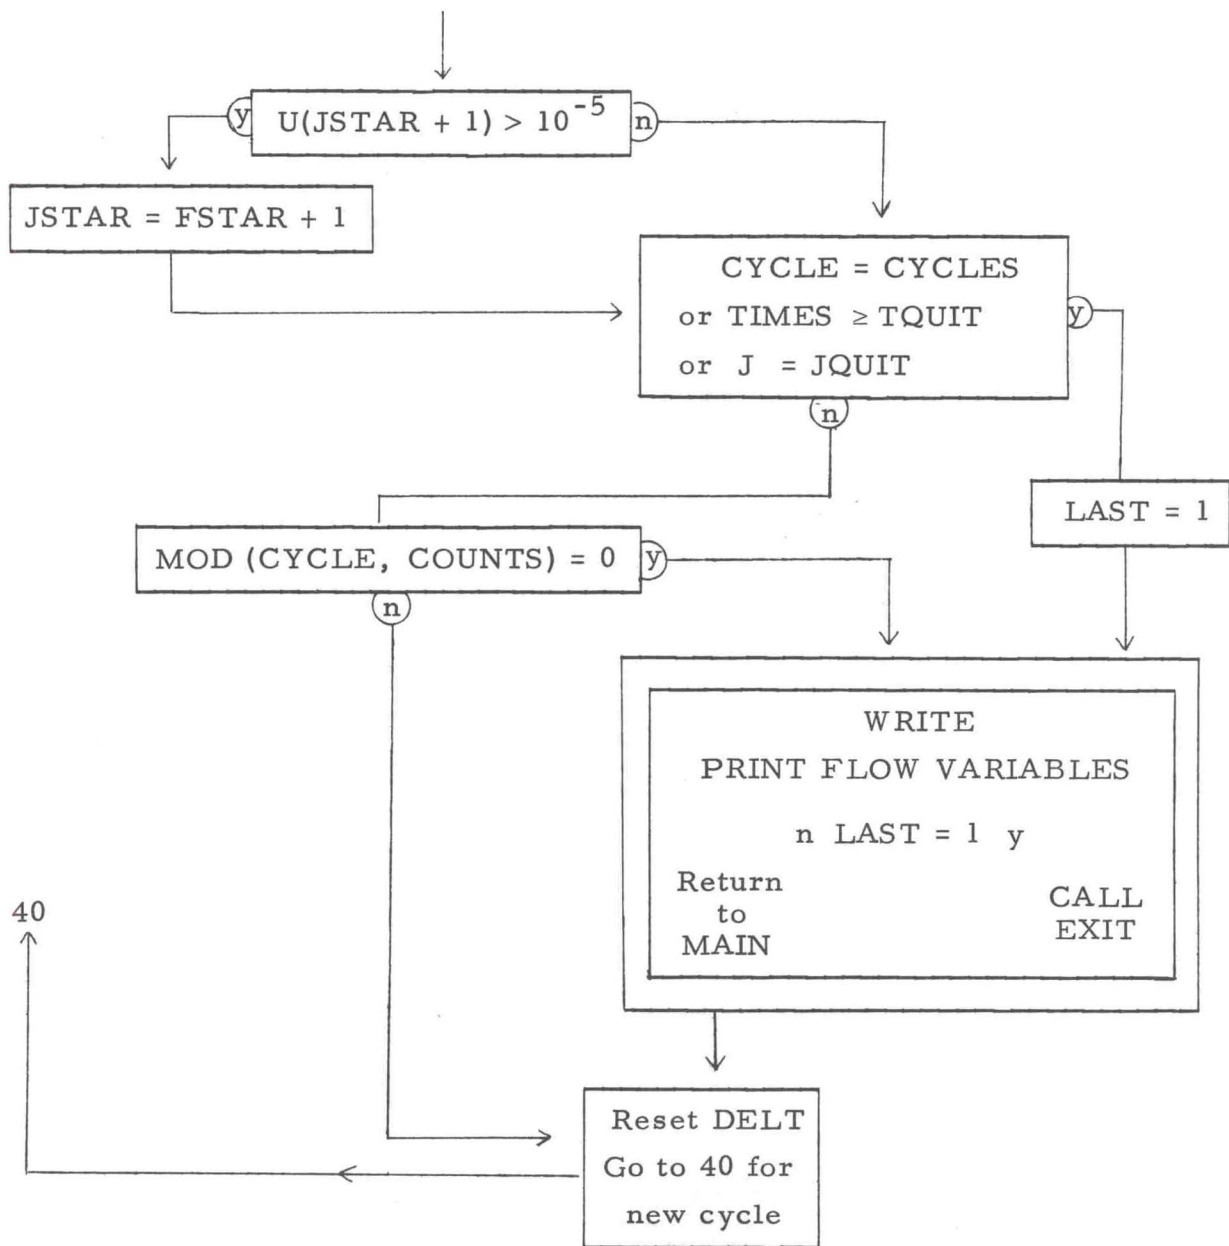 y U(JSTAR + 1) > 10⁻⁵ n
JSTAR = FSTAR + 1
CYCLE = CYCLES
or TIMES ≥ TQUIT
y
or J = JQUIT
n
LAST = 1
MOD (CYCLE, COUNTS) = 0 y
n
WRITE
PRINT FLOW VARIABLES
n LAST = 1 y
Return
to
MAIN
CALL
EXIT
40
Reset DELT
Go to 40 for
new cycle